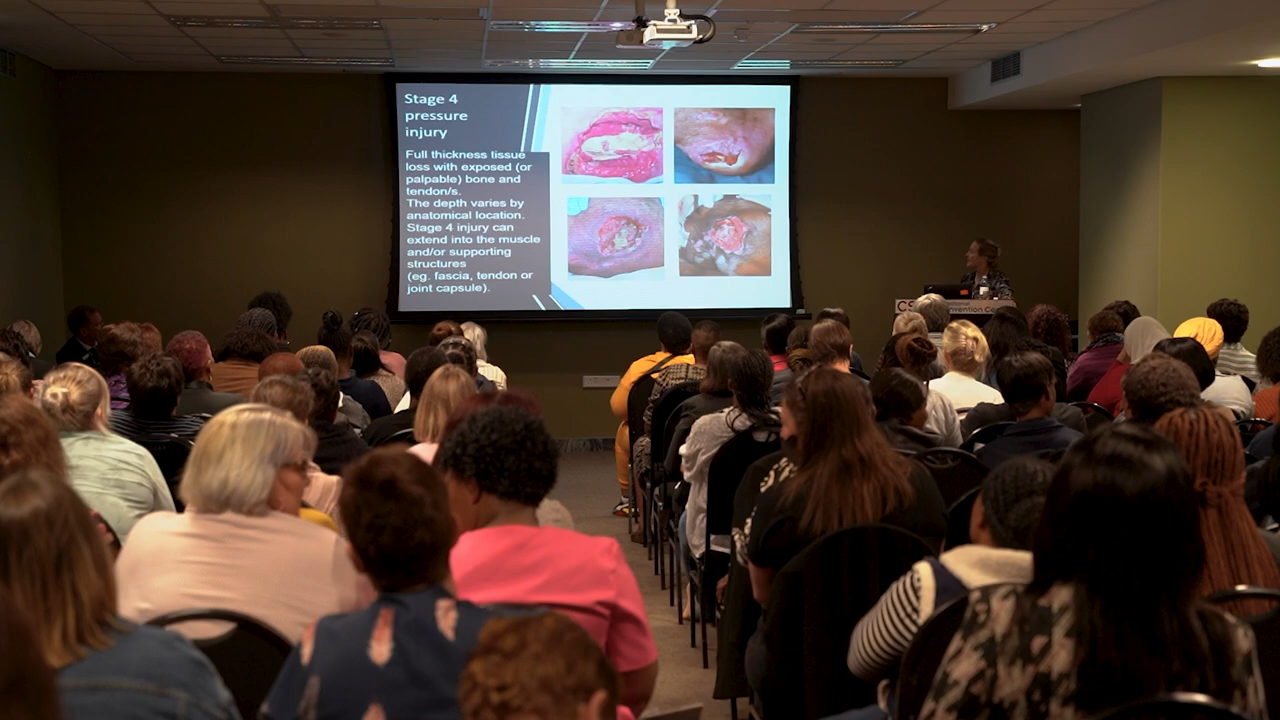 Stage 4
pressure
injury
Full thickness tissue
loss with exposed (or
palpable) bone and
tendon/s.
The depth varies by
anatomical location.
Stage 4 injury can
extend into the muscle
and/or supporting
structures
(eg. fascia, tendon or
joint capsule).
CS